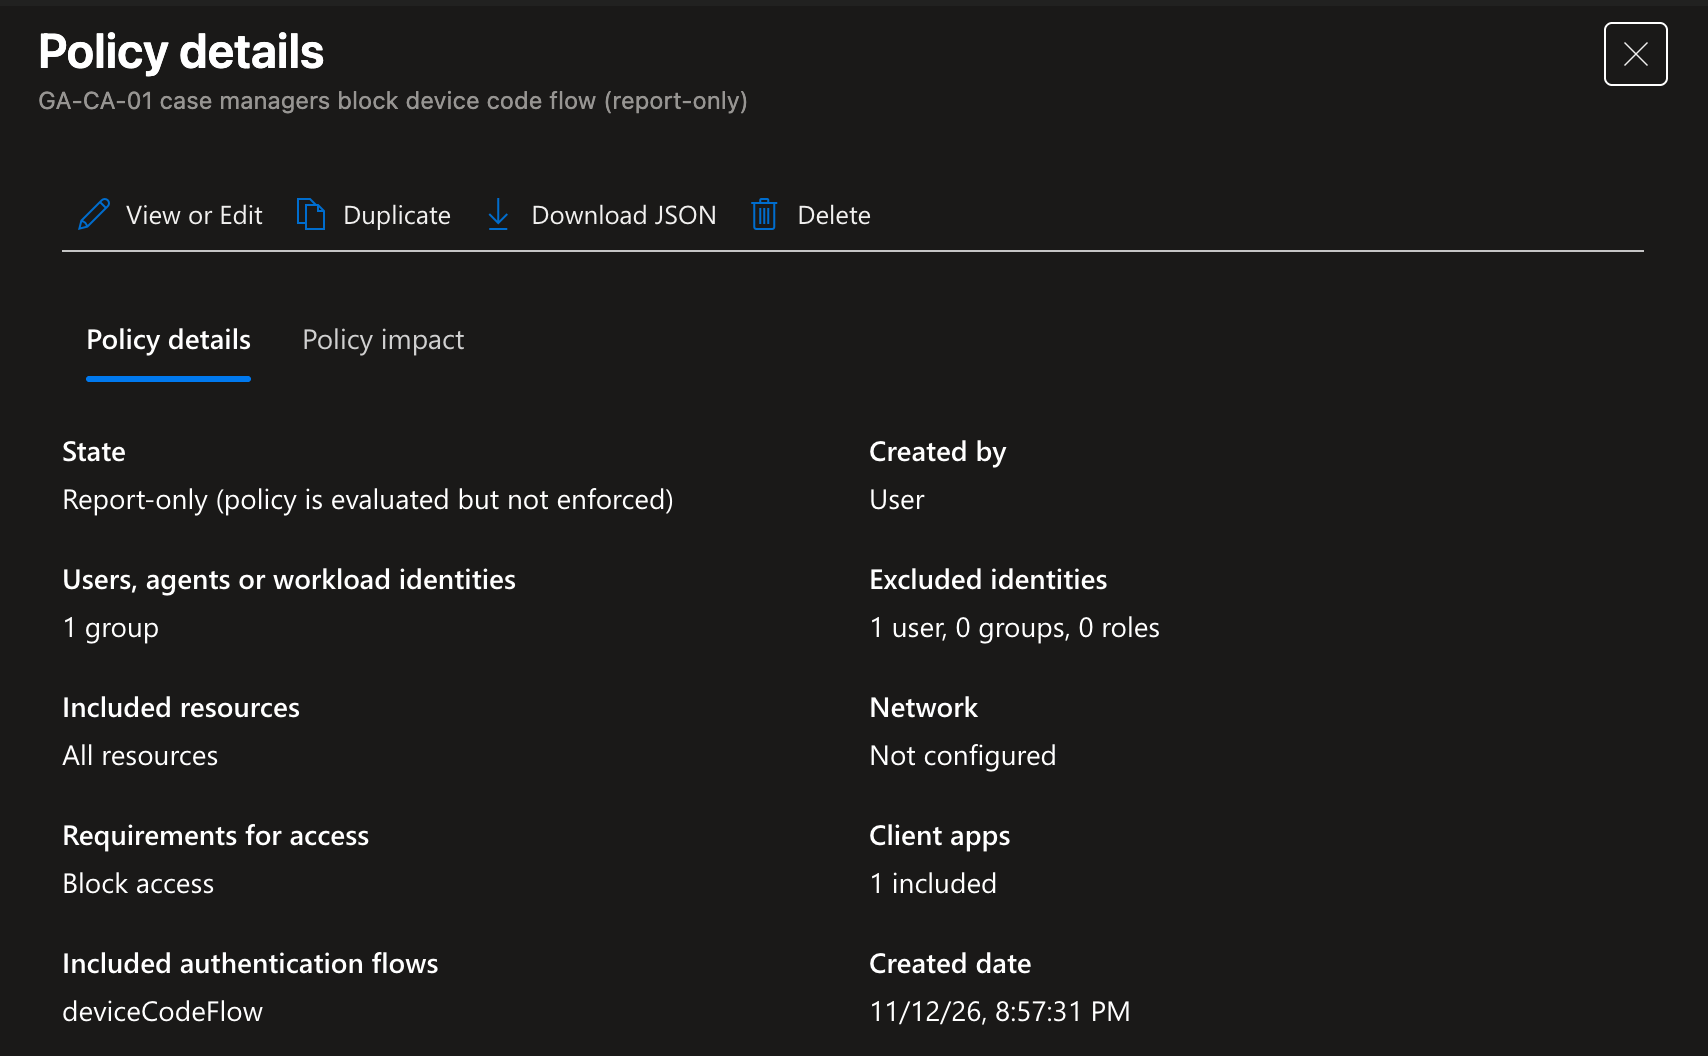 Policy details
GA-CA-01 case managers block device code flow (report-only)
View or Edit Duplicate Download JSON Delete
Policy details Policy impact
State
Report-only (policy is evaluated but not enforced)
Created by
User
Users, agents or workload identities
1 group
Excluded identities
1 user, 0 groups, 0 roles
Included resources
All resources
Network
Not configured
Requirements for access
Block access
Client apps
1 included
Included authentication flows
deviceCodeFlow
Created date
11/12/26, 8:57:31 PM